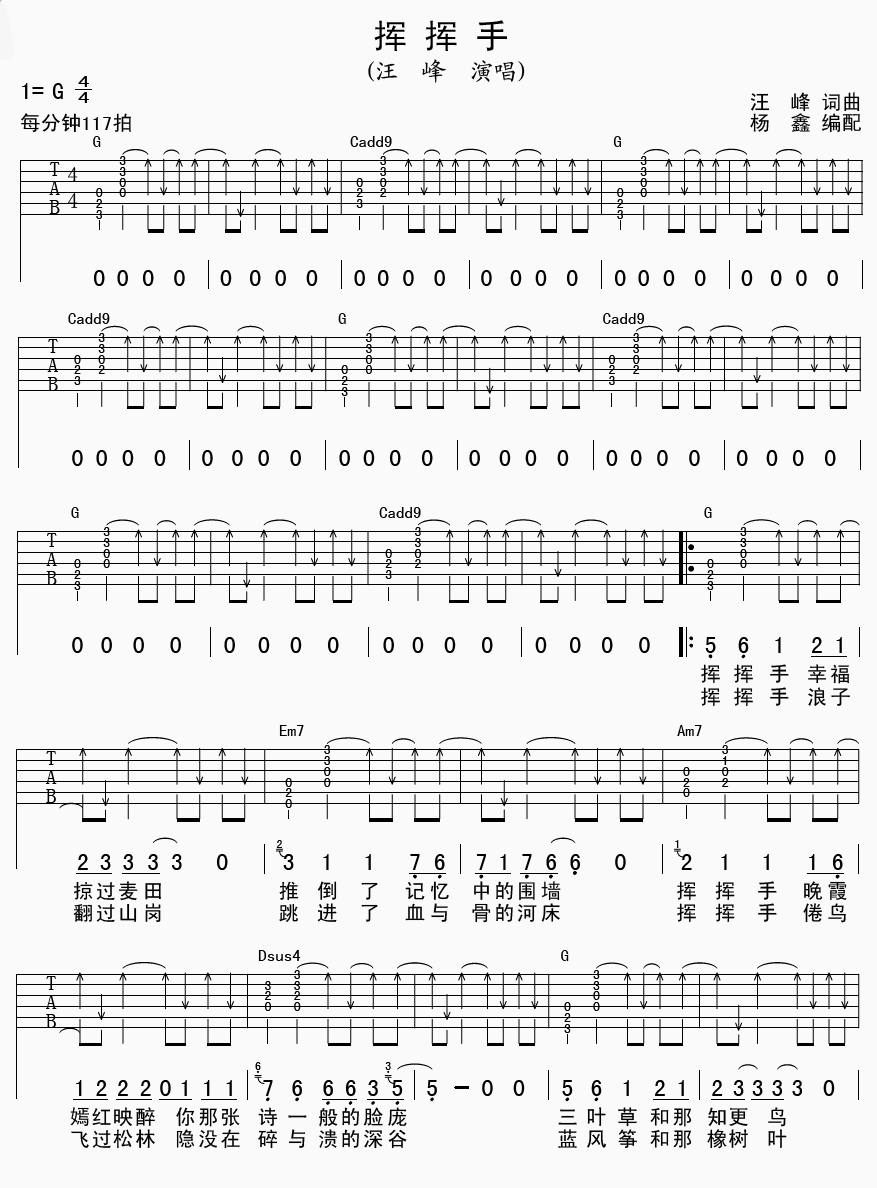 挥 挥 手
(汪 峰 演唱)
1= G 4/4
汪 峰 词曲
每分钟117拍
杨 鑫 编配
G Cadd9 G
T A B 4 4
0 0 0 0 0 0 0 0 0 0 0 0 0 0 0 0 0 0 0 0 0 0 0 0
Cadd9 G Cadd9
T A B
0 0 0 0 0 0 0 0 0 0 0 0 0 0 0 0 0 0 0 0 0 0 0 0
G Cadd9 G
T A B
0 0 0 0 0 0 0 0 0 0 0 0 0 0 0 0 5 6 1 2 1
挥 挥 手 幸福
挥 挥 手 浪子
Em7 Am7
T A B
2 3 3 3 3 0 2 3 1 1 7 6 7 1 7 6 6 0 1 2 1 1 1 6
掠过麦田 推 倒 了 记忆 中的围墙 挥 挥 手 晚霞
翻过山岗 跳 进 了 血与 骨的河床 挥 挥 手 倦鸟
Dsus4 G
T A B
1 2 2 2 0 1 1 1 6 7 6 6 6 3 3 5 5 - 0 0 5 6 1 2 1 2 3 3 3 3 0
嫣红映醉 你那张 诗 一 般的脸庞 三 叶 草 和那 知更 鸟
飞过松林 隐没在 碎 与 溃的深谷 蓝 风 筝 和那 橡树 叶